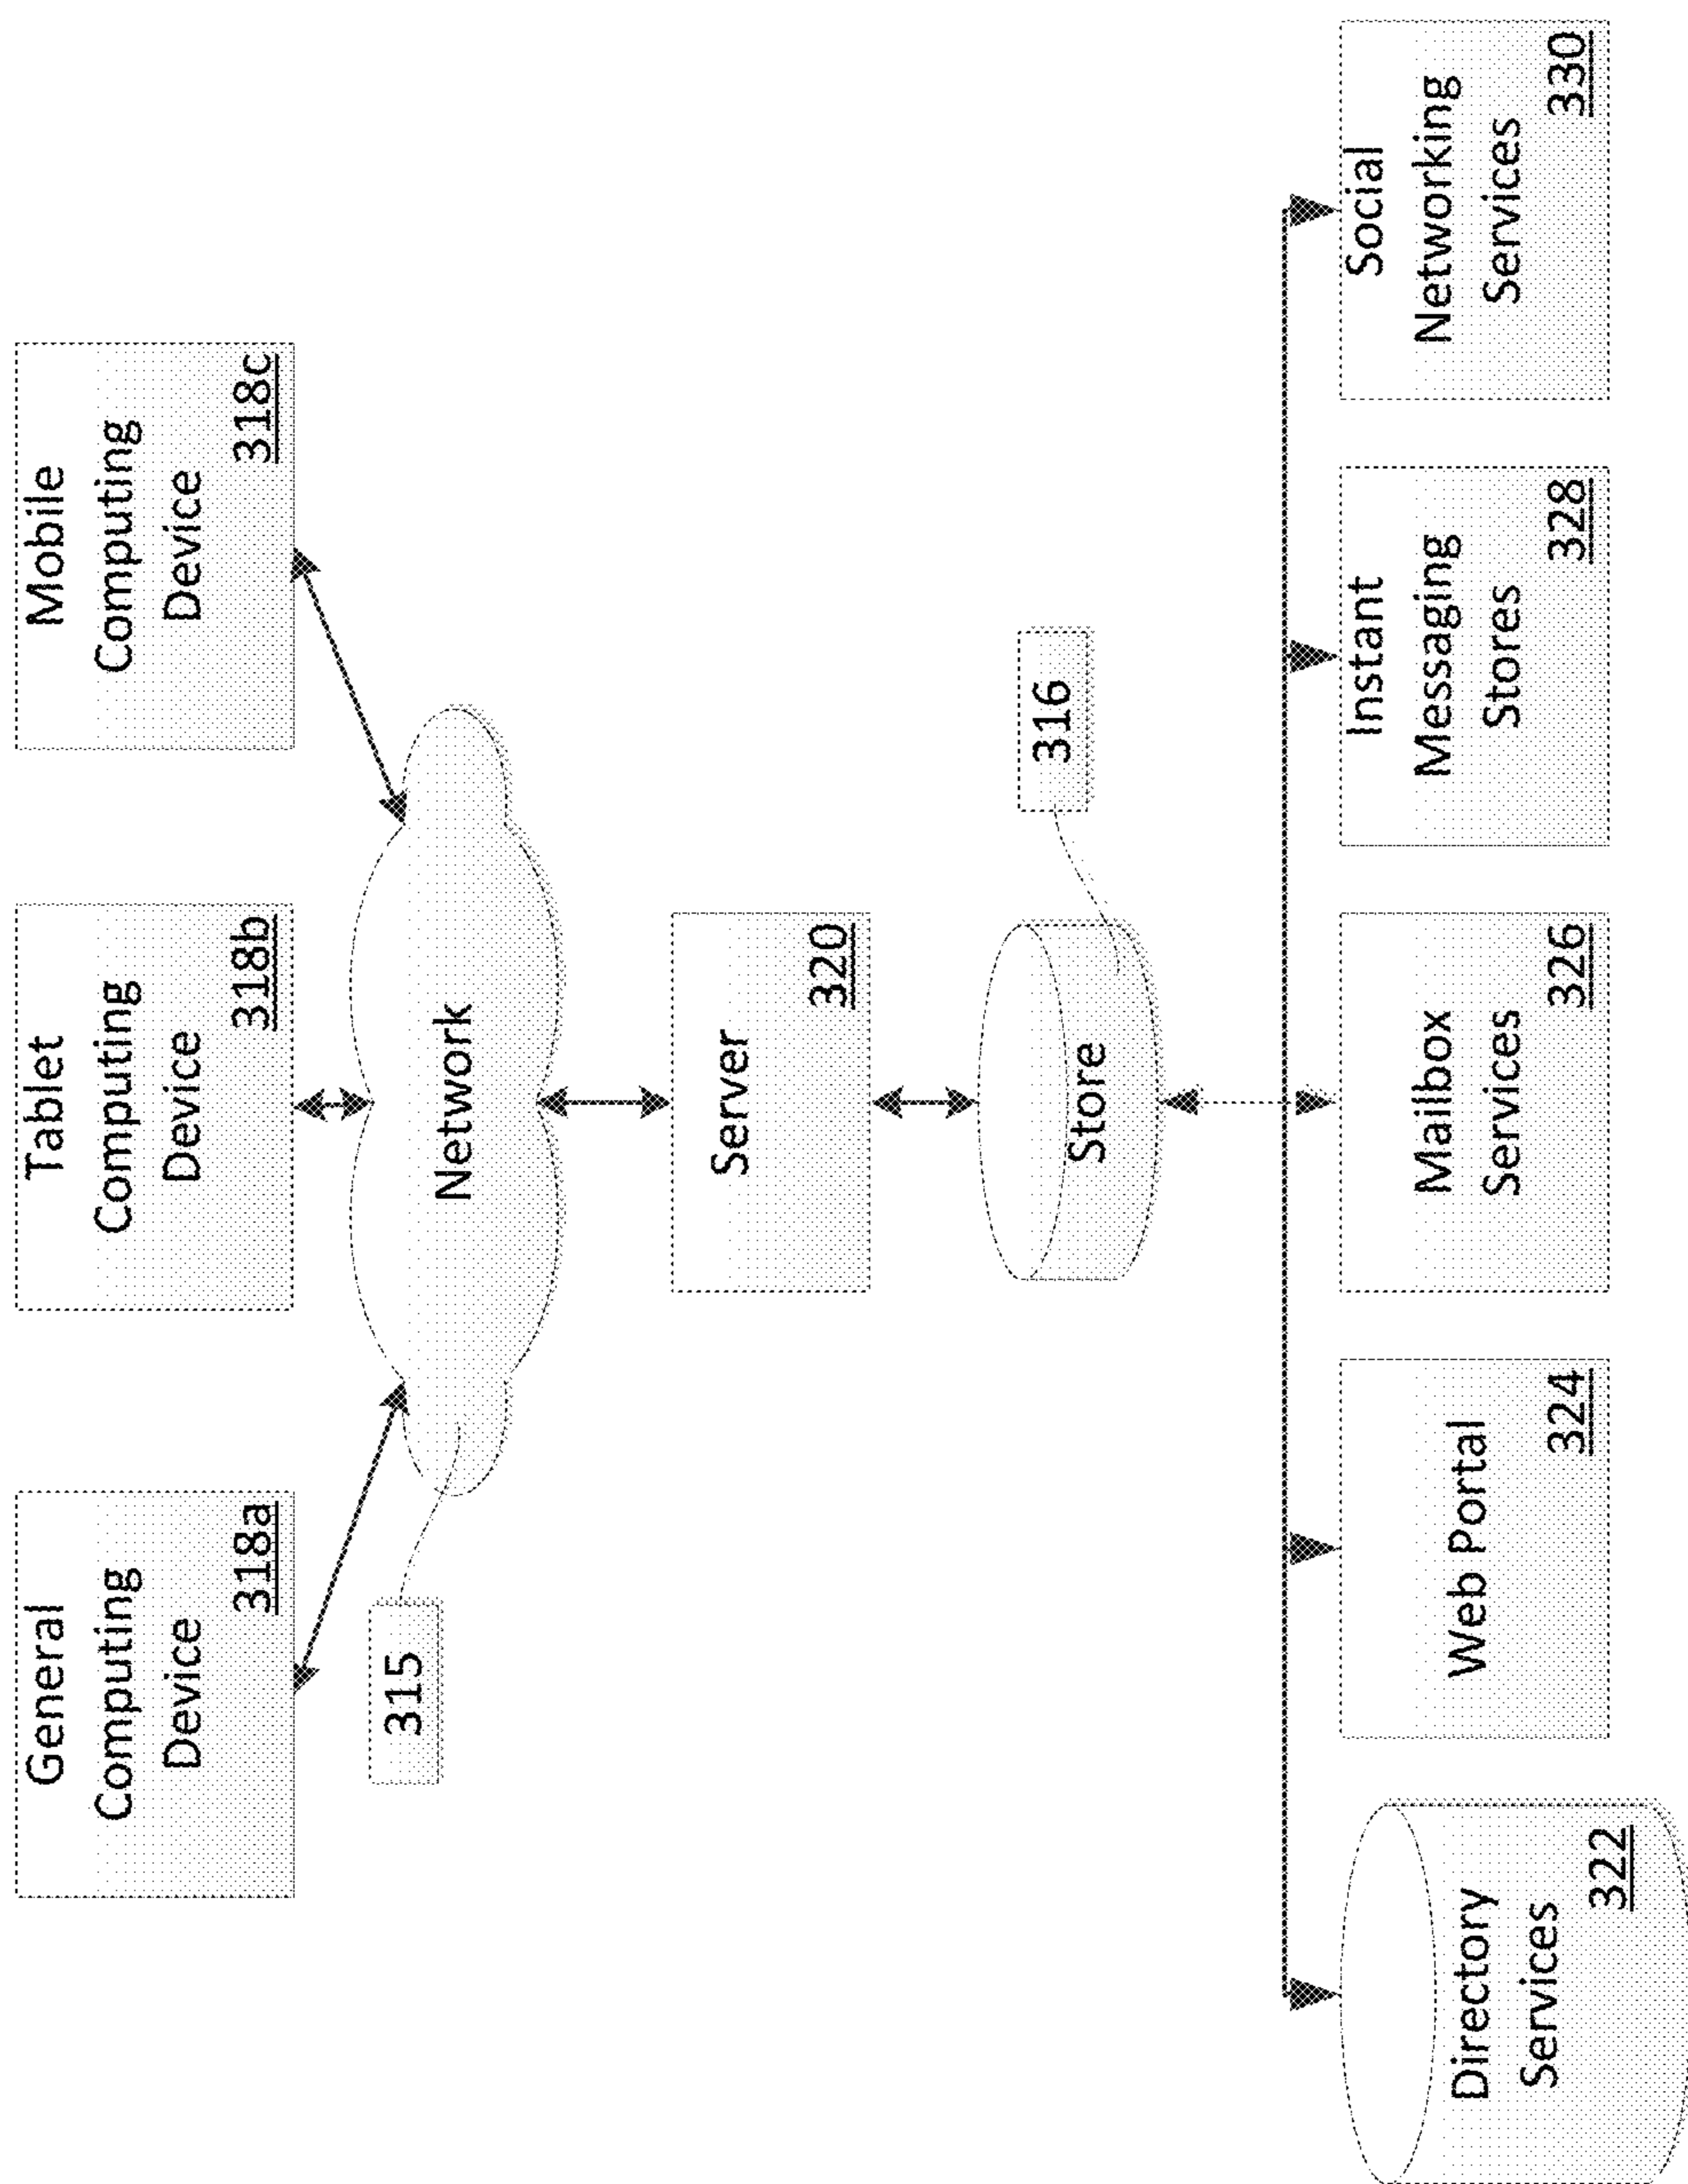 General
Computing
Device
318a
Tablet
Computing
Device
318b
Mobile
Computing
Device
318c
315
Network
Server
320
316
Store
Directory
Services
322
Web Portal
324
Mailbox
Services
326
Instant
Messaging
Stores
328
Social
Networking
Services
330